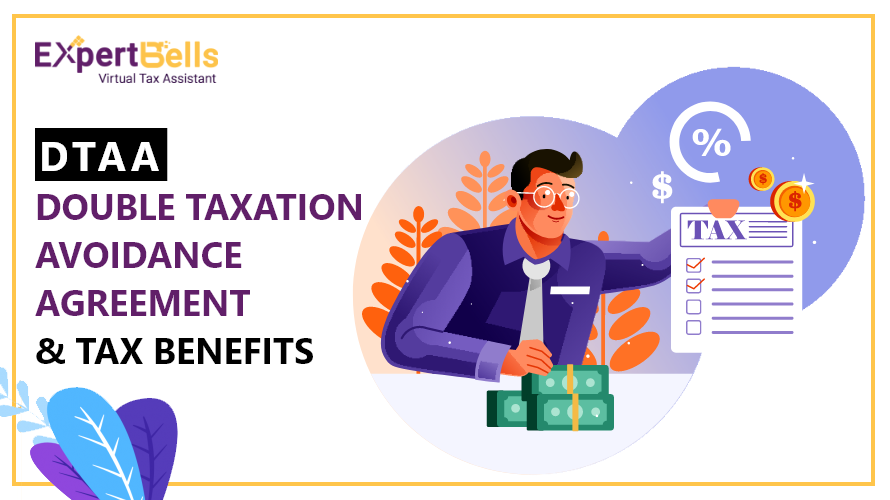 EXpertBells
Virtual Tax Assistant
DTAA
DOUBLE TAXATION
AVOIDANCE
AGREEMENT
& TAX BENEFITS
%
$
$
$
TAX